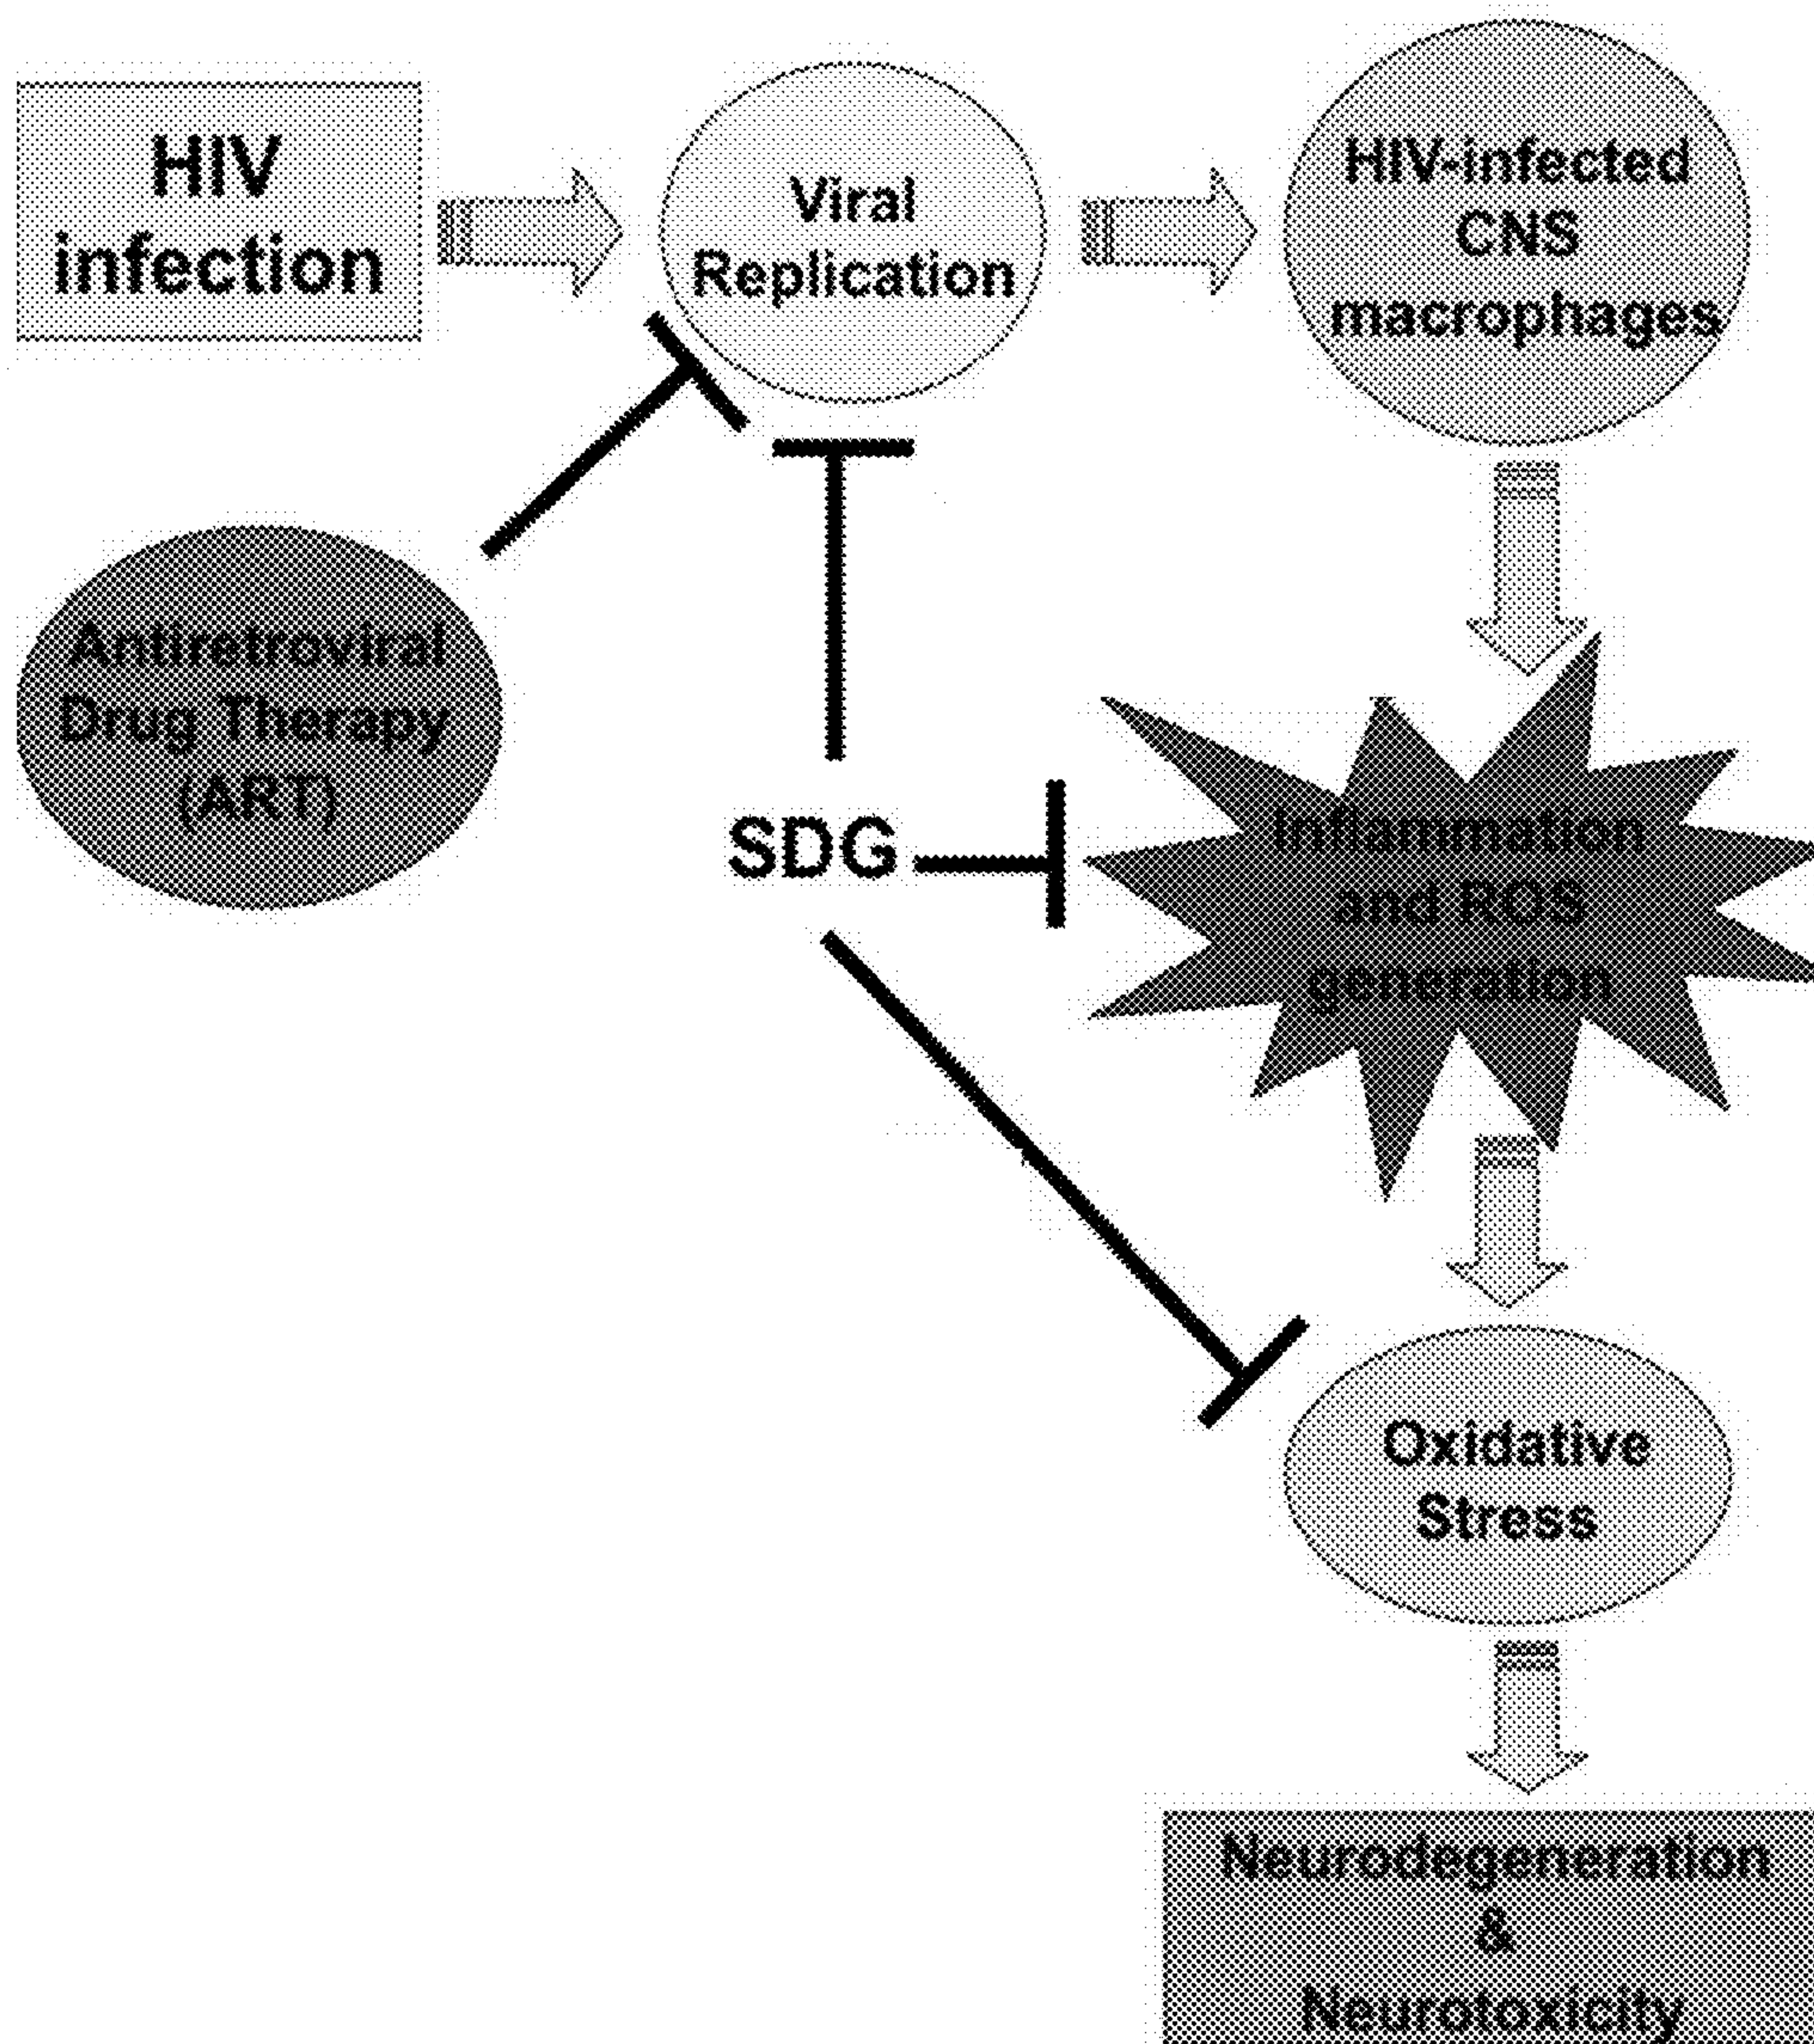 HIV
infection
Viral
Replication
HIV-infected
CNS
macrophages
Antiretroviral
Drug Therapy
(ART)
SDG
Inflammation
and ROS
generation
Oxidative
Stress
Neurodegeneration
&
Neurotoxicity